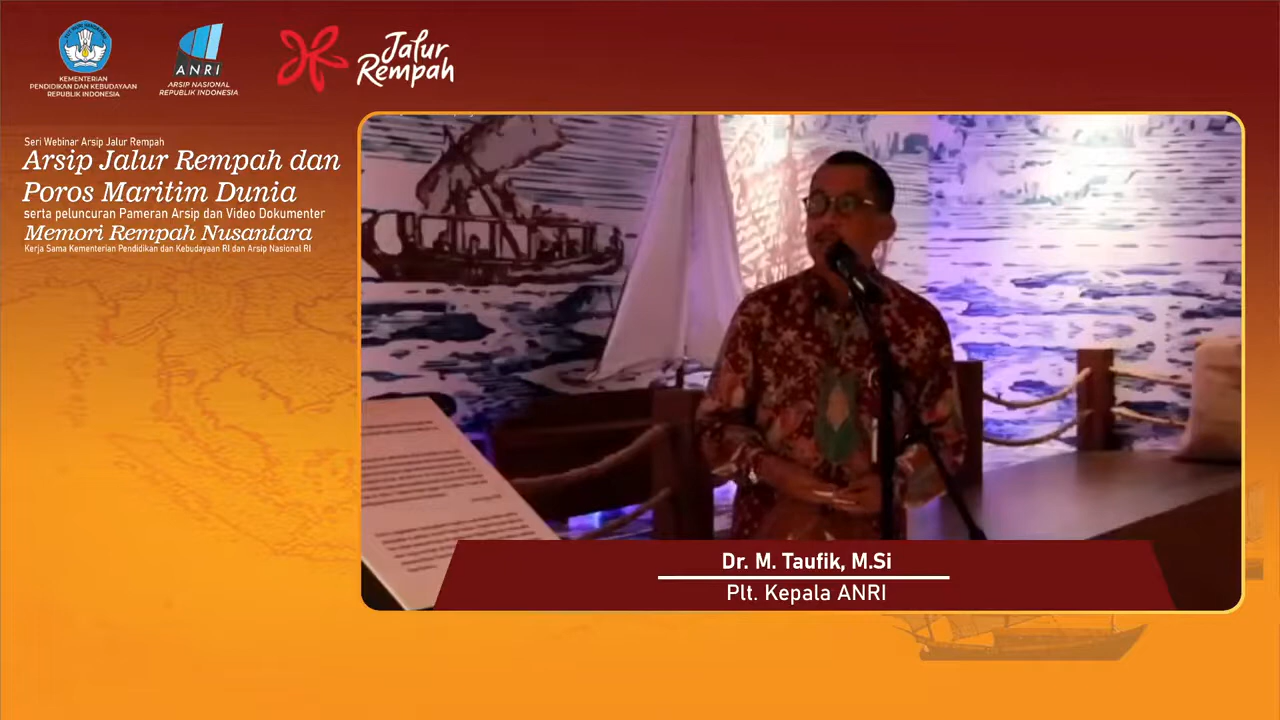 KEMENTERIAN
PENDIDIKAN DAN KEBUDAYAAN
REPUBLIK INDONESIA
ANRI
ARSIP NASIONAL
REPUBLIK INDONESIA
Jalur
Rempah
Seri Webinar Arsip Jalur Rempah
Arsip Jalur Rempah dan
Poros Maritim Dunia
serta peluncuran Pameran Arsip dan Video Dokumenter
Memori Rempah Nusantara
Kerja Sama Kementerian Pendidikan dan Kebudayaan RI dan Arsip Nasional RI
Dr. M. Taufik, M.Si
Plt. Kepala ANRI